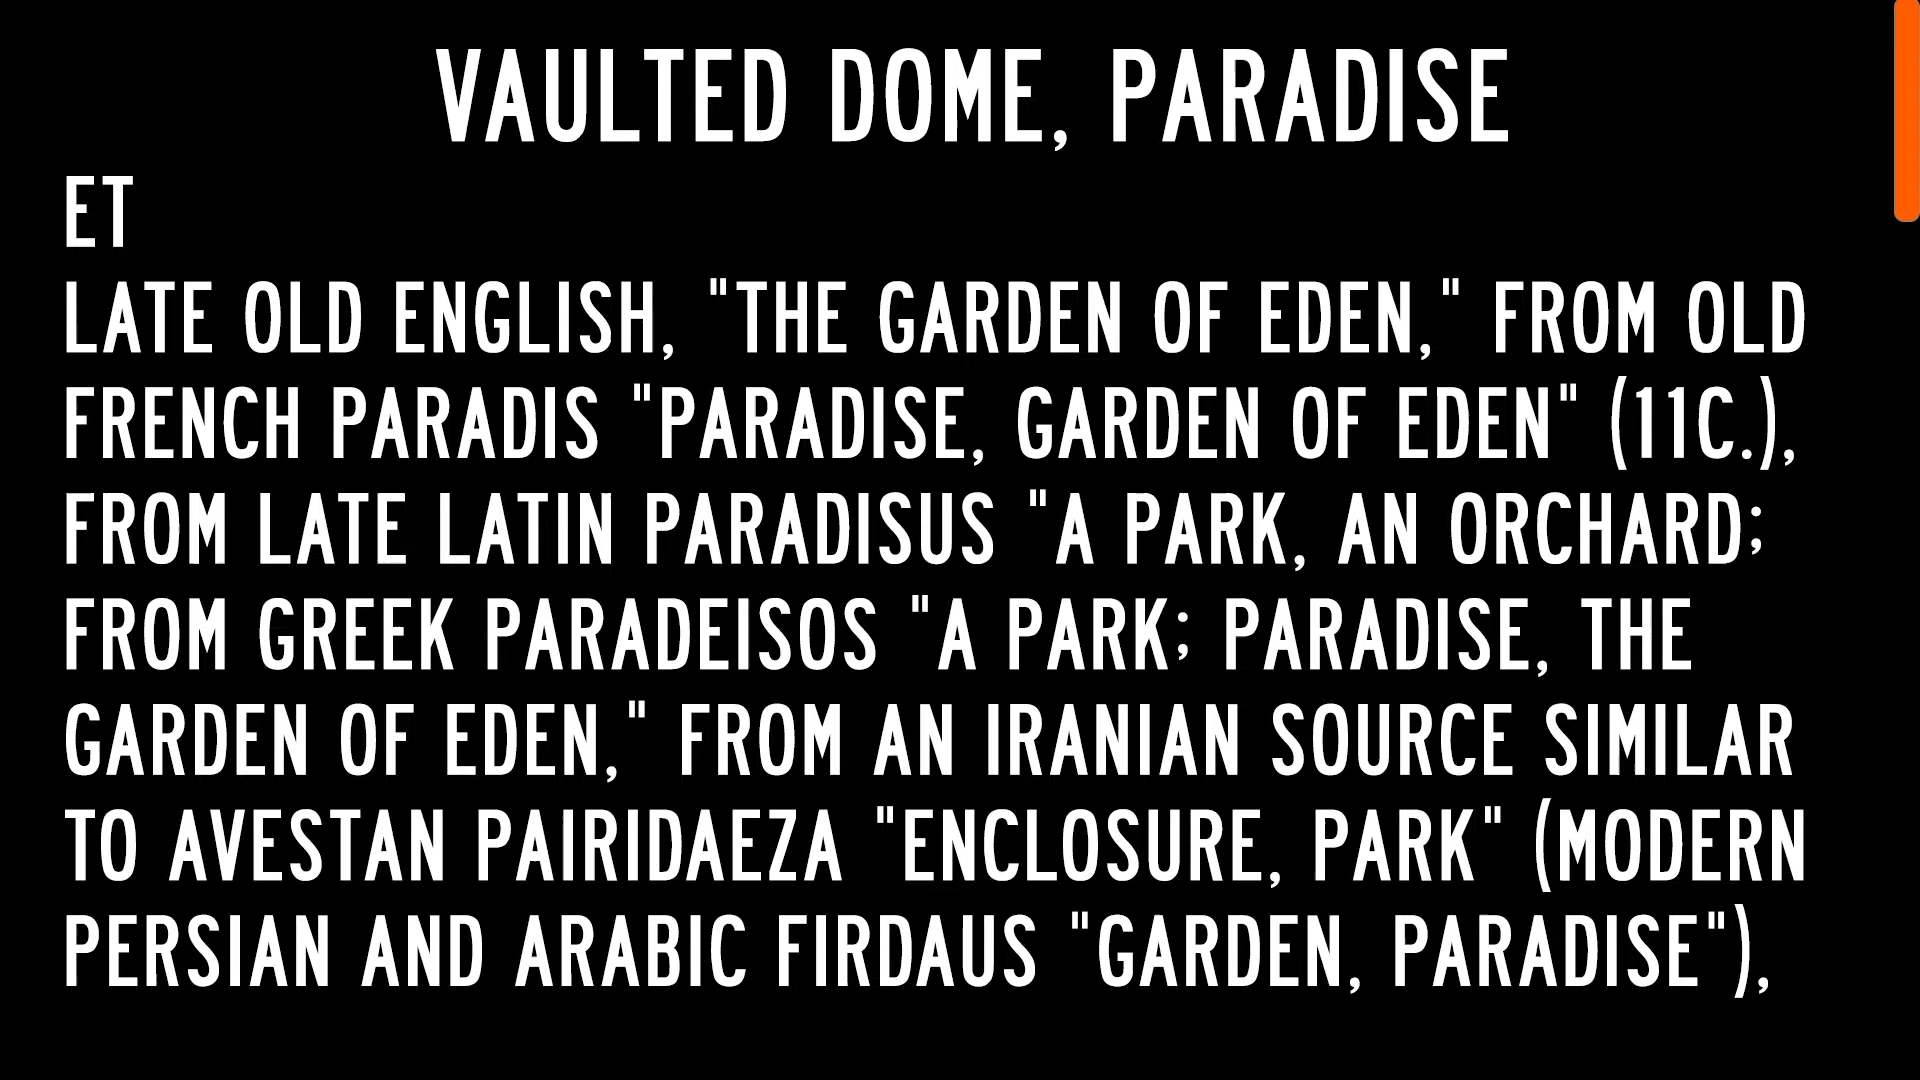 VAULTED DOME, PARADISE
ET
LATE OLD ENGLISH, "THE GARDEN OF EDEN," FROM OLD
FRENCH PARADIS "PARADISE, GARDEN OF EDEN" (11C.),
FROM LATE LATIN PARADISUS "A PARK, AN ORCHARD;
FROM GREEK PARADEISOS "A PARK; PARADISE, THE
GARDEN OF EDEN," FROM AN IRANIAN SOURCE SIMILAR
TO AVESTAN PAIRIDAEZA "ENCLOSURE, PARK" (MODERN
PERSIAN AND ARABIC FIRDAUS "GARDEN, PARADISE"),